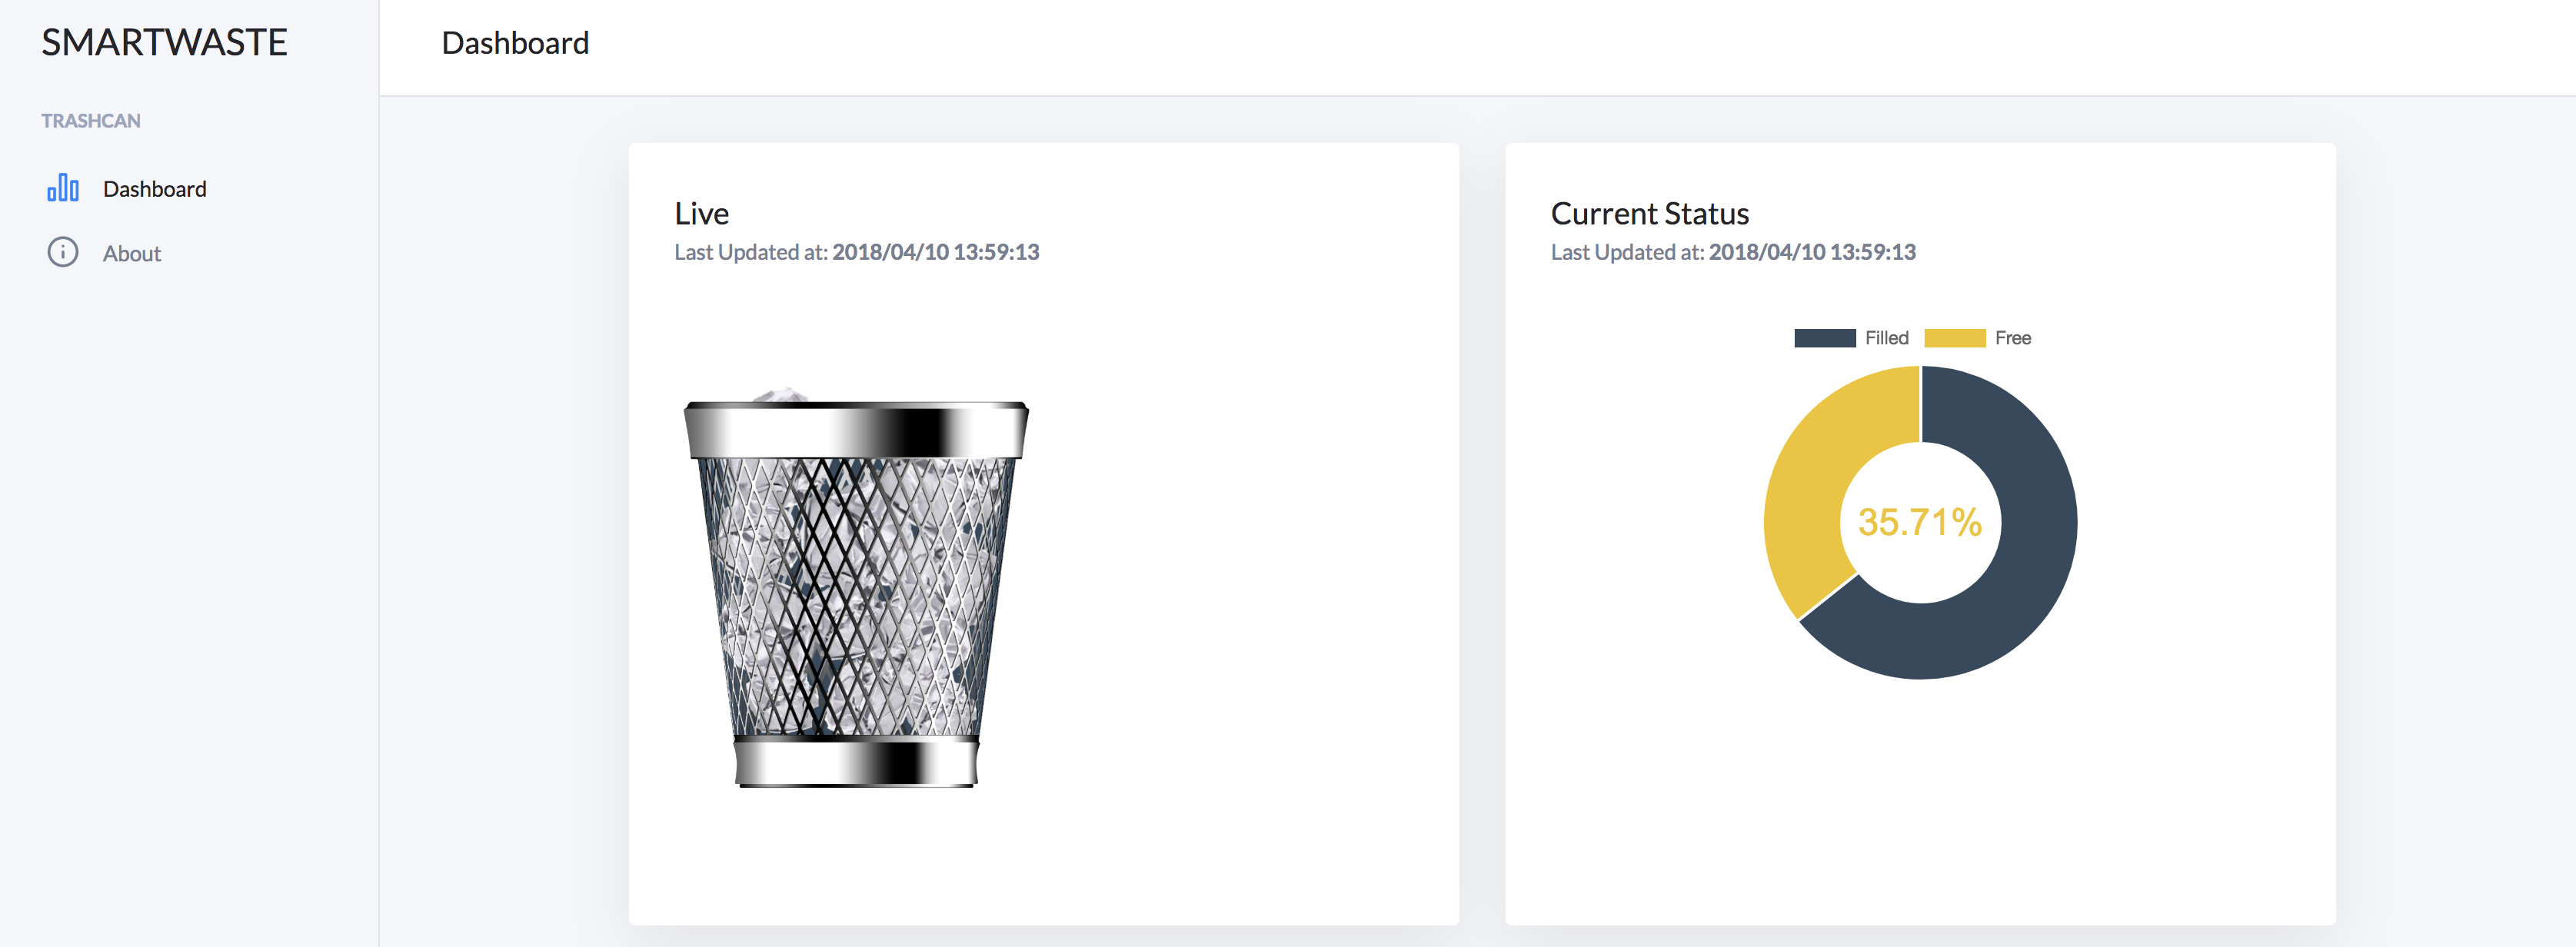 SMARTWASTE
TRASHCAN
Dashboard
About
Dashboard
Live
Last Updated at: 2018/04/10 13:59:13
Current Status
Last Updated at: 2018/04/10 13:59:13
Filled Free
35.71%